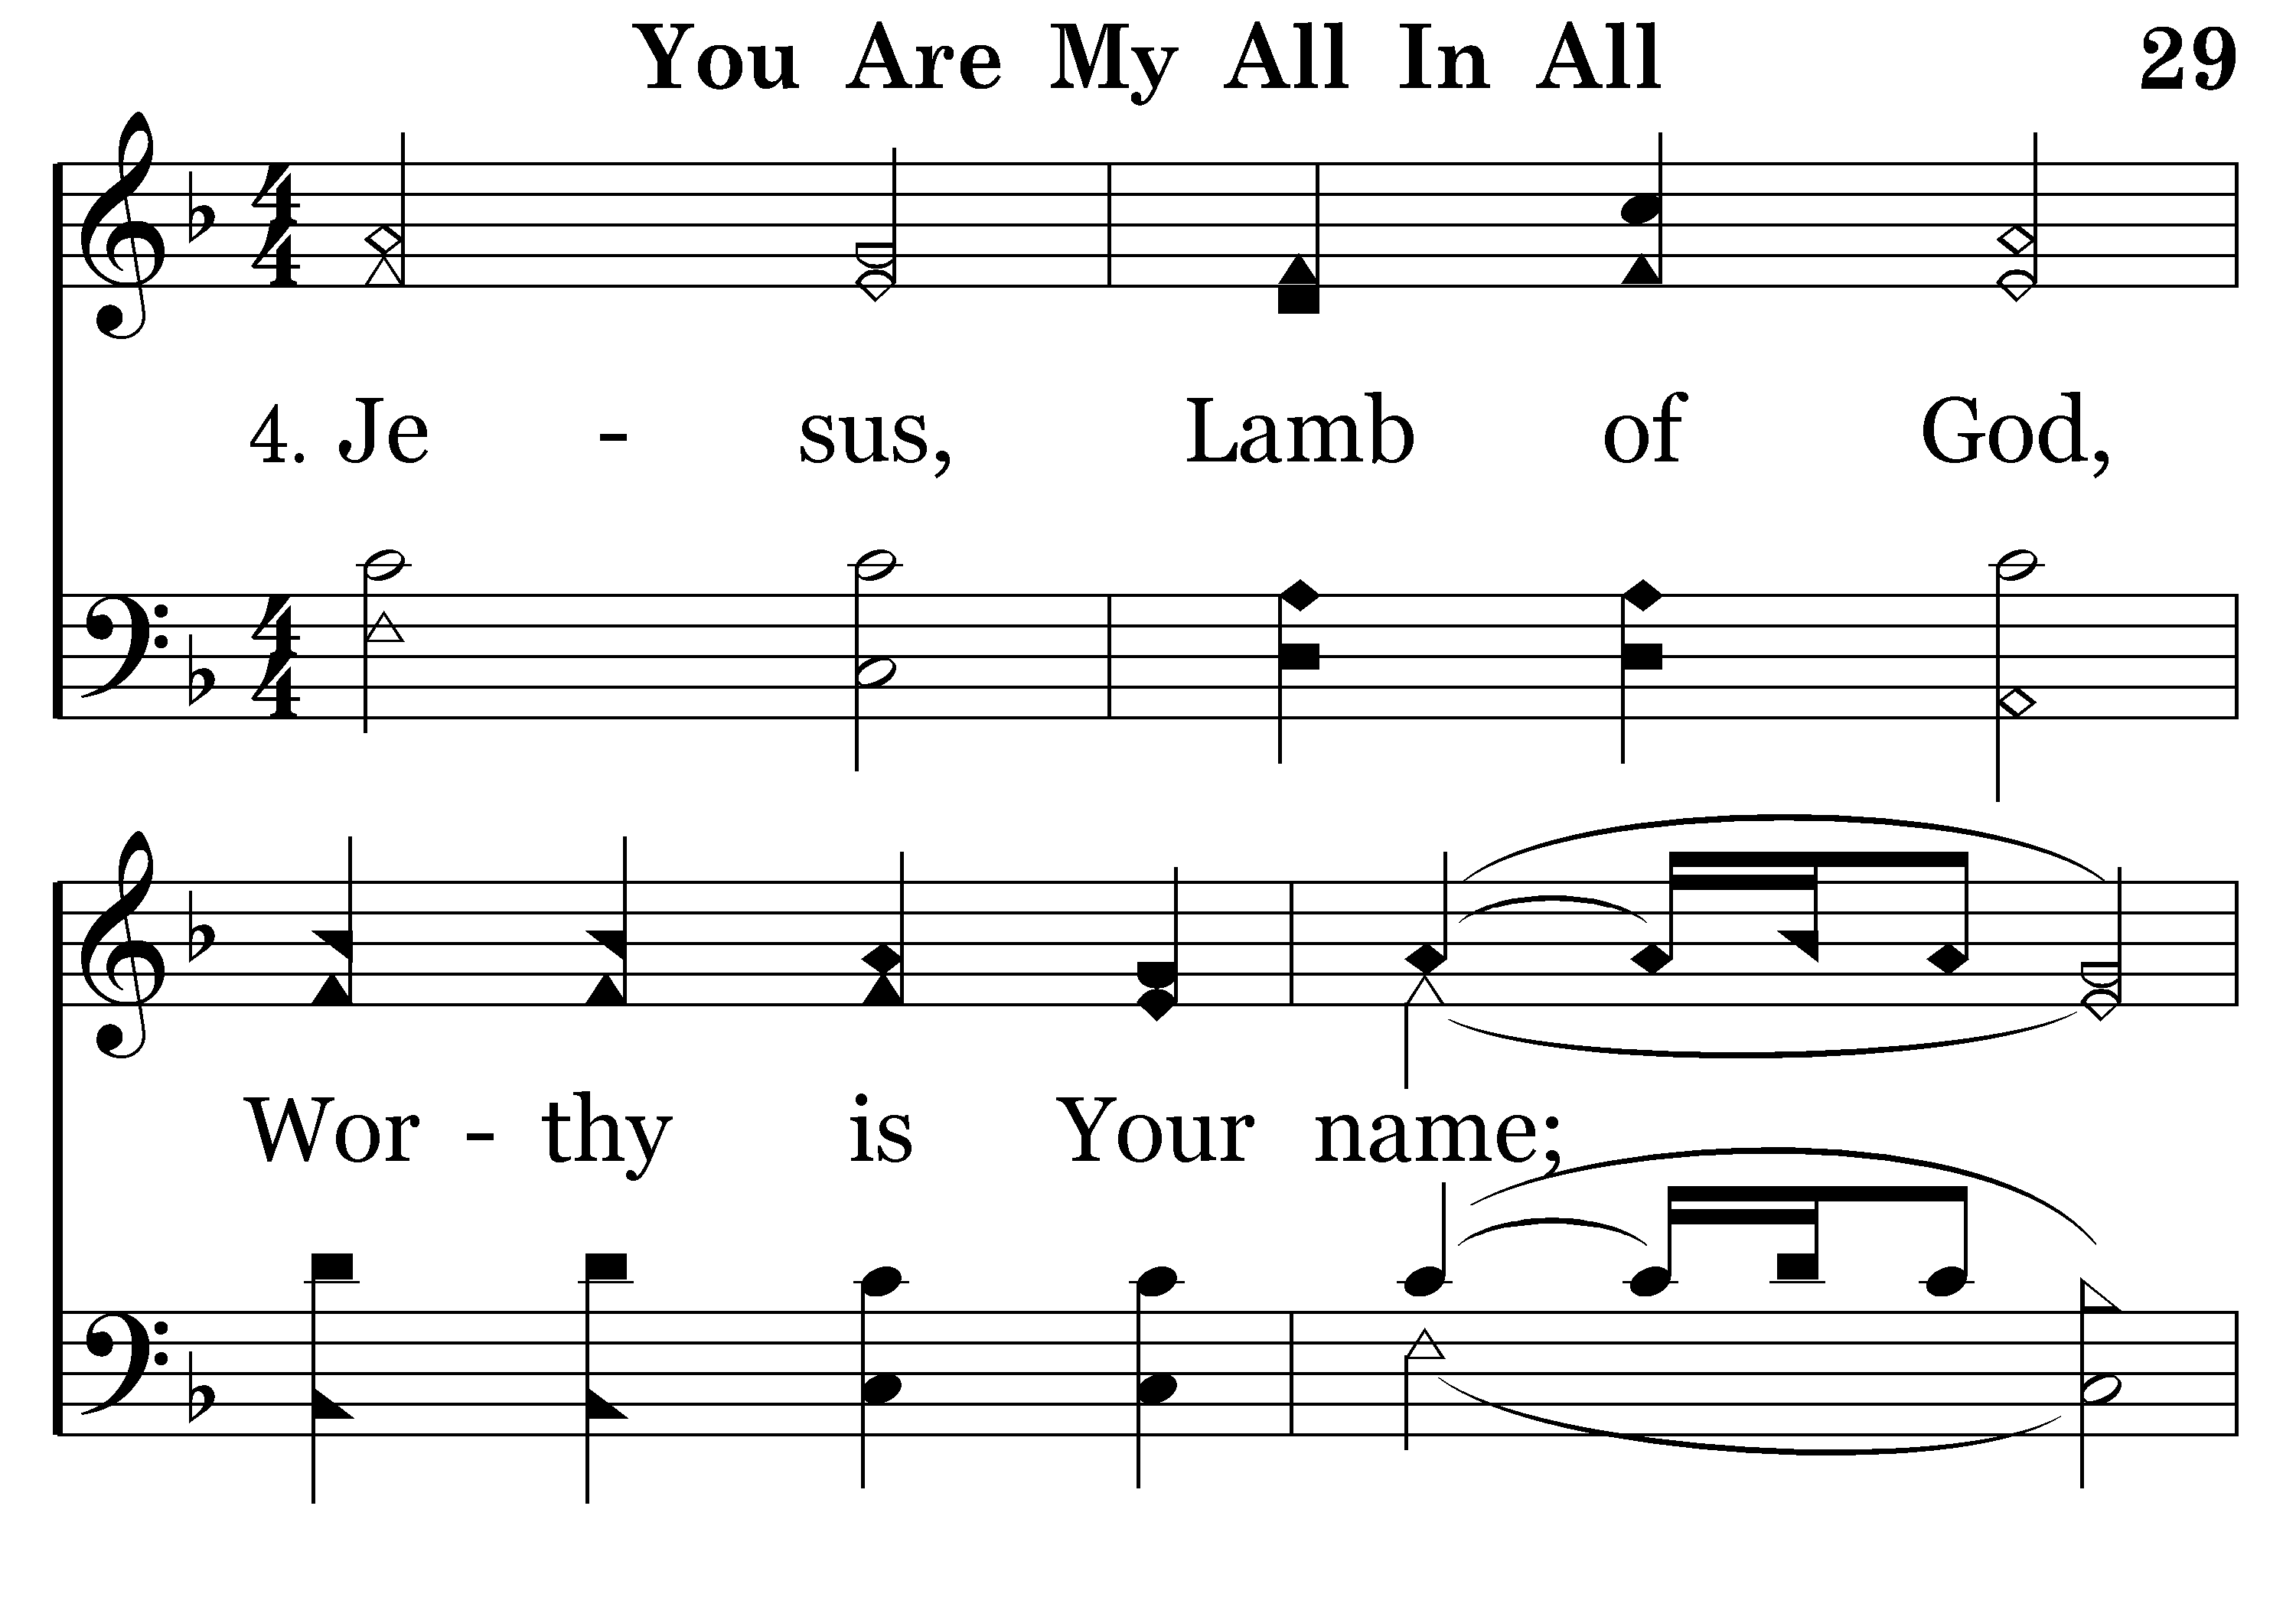 You Are My All In All 29
4. Je - sus, Lamb of God,
Wor - thy is Your name;